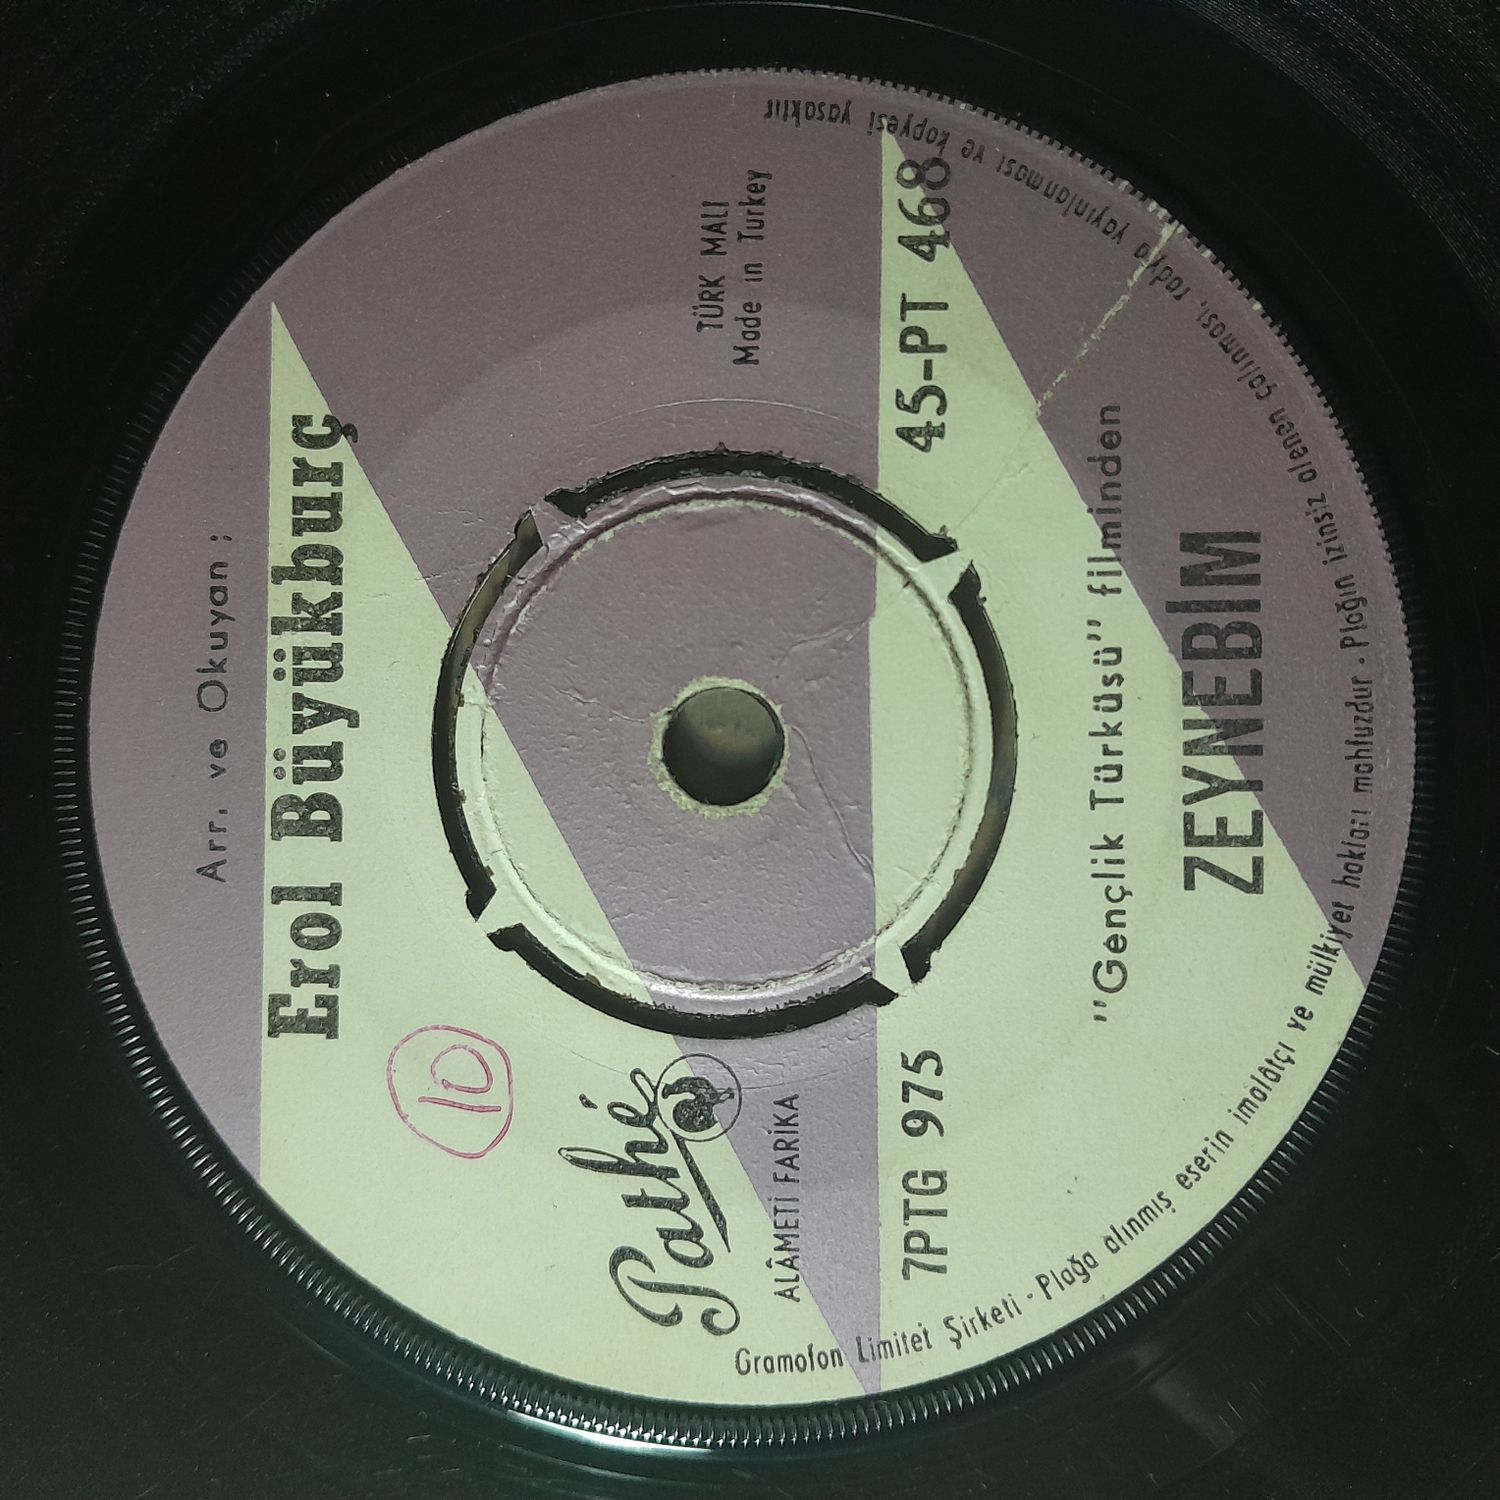 Arr. ve Okuyan ;
Erol Büyükburç
10
Pathé
ALÂMETİ FARİKA
TÜRK MALI
Made in Turkey
7PTG 975
45-PT 468
"Gençlik Türküsü" filminden
ZEYNEBİM
Gramofon Limitet Şirketi - Plağa alınmış eserin imalâtçı ve mülkiyet hakları mahfuzdur - Plağın izinsiz alenen çalınması, radyo yayınlanması ve kopyesi yasaktır